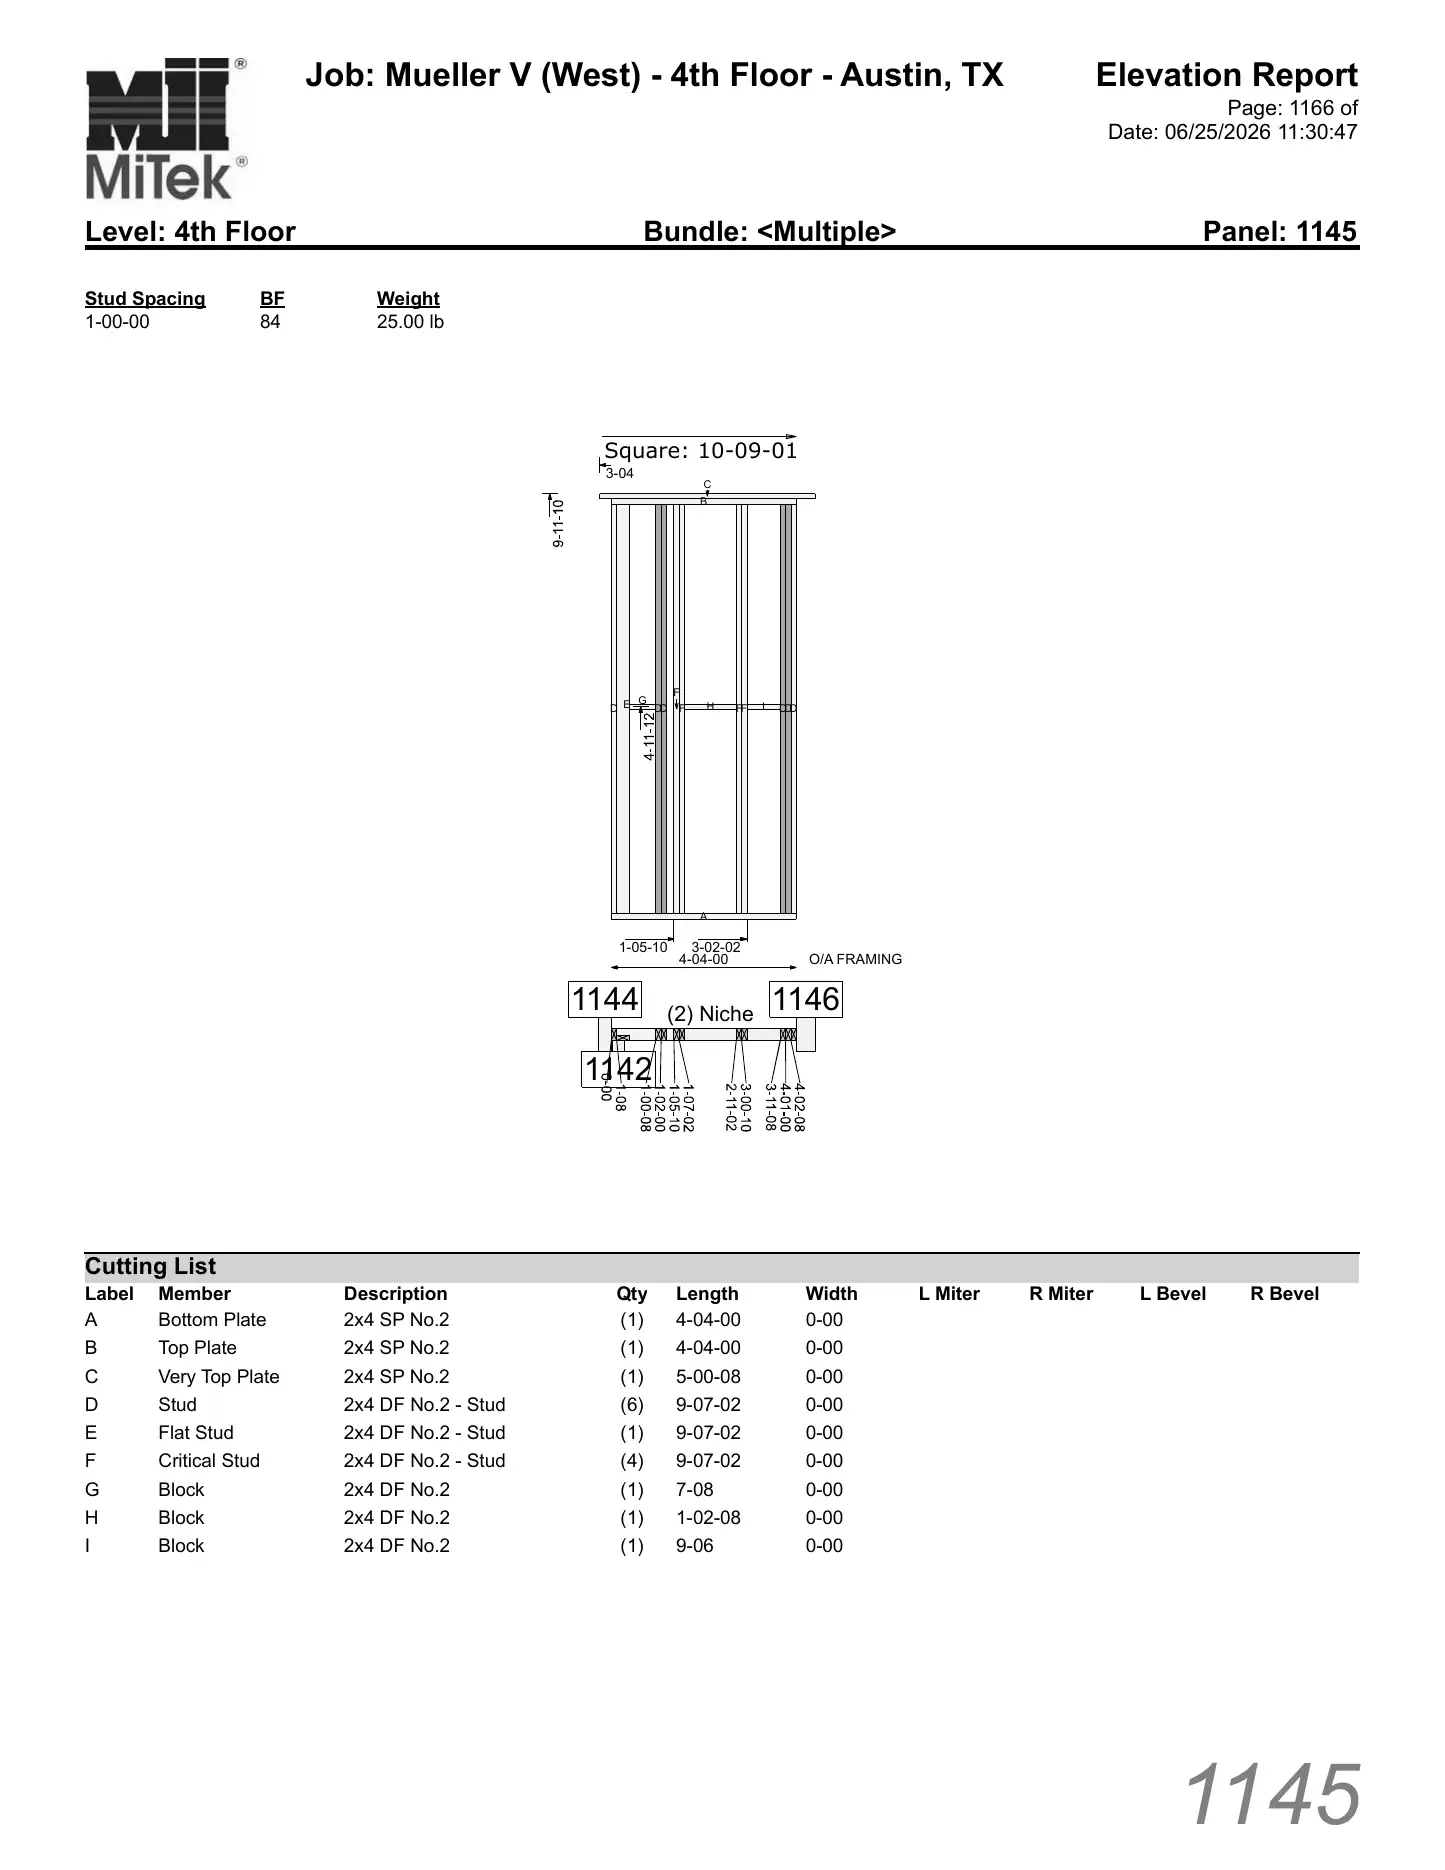 MiTek®
Job: Mueller V (West) - 4th Floor - Austin, TX
Elevation Report
Page: 1166 of
Date: 06/25/2026 11:30:47
Level: 4th Floor Bundle: <Multiple> Panel: 1145
Stud Spacing BF Weight
1-00-00 84 25.00 lb
Square: 10-09-01
3-04
C
B
9-11-10
F
E G H I
4-11-12
A
1-05-10 3-02-02
4-04-00 O/A FRAMING
1144 (2) Niche 1146
1142
0-00 1-08 1-00-08 1-02-00 1-05-10 1-07-02 2-11-02 3-00-10 3-11-08 4-01-00 4-02-08
Cutting List
Label Member Description Qty Length Width L Miter R Miter L Bevel R Bevel
A Bottom Plate 2x4 SP No.2 (1) 4-04-00 0-00
B Top Plate 2x4 SP No.2 (1) 4-04-00 0-00
C Very Top Plate 2x4 SP No.2 (1) 5-00-08 0-00
D Stud 2x4 DF No.2 - Stud (6) 9-07-02 0-00
E Flat Stud 2x4 DF No.2 - Stud (1) 9-07-02 0-00
F Critical Stud 2x4 DF No.2 - Stud (4) 9-07-02 0-00
G Block 2x4 DF No.2 (1) 7-08 0-00
H Block 2x4 DF No.2 (1) 1-02-08 0-00
I Block 2x4 DF No.2 (1) 9-06 0-00
1145